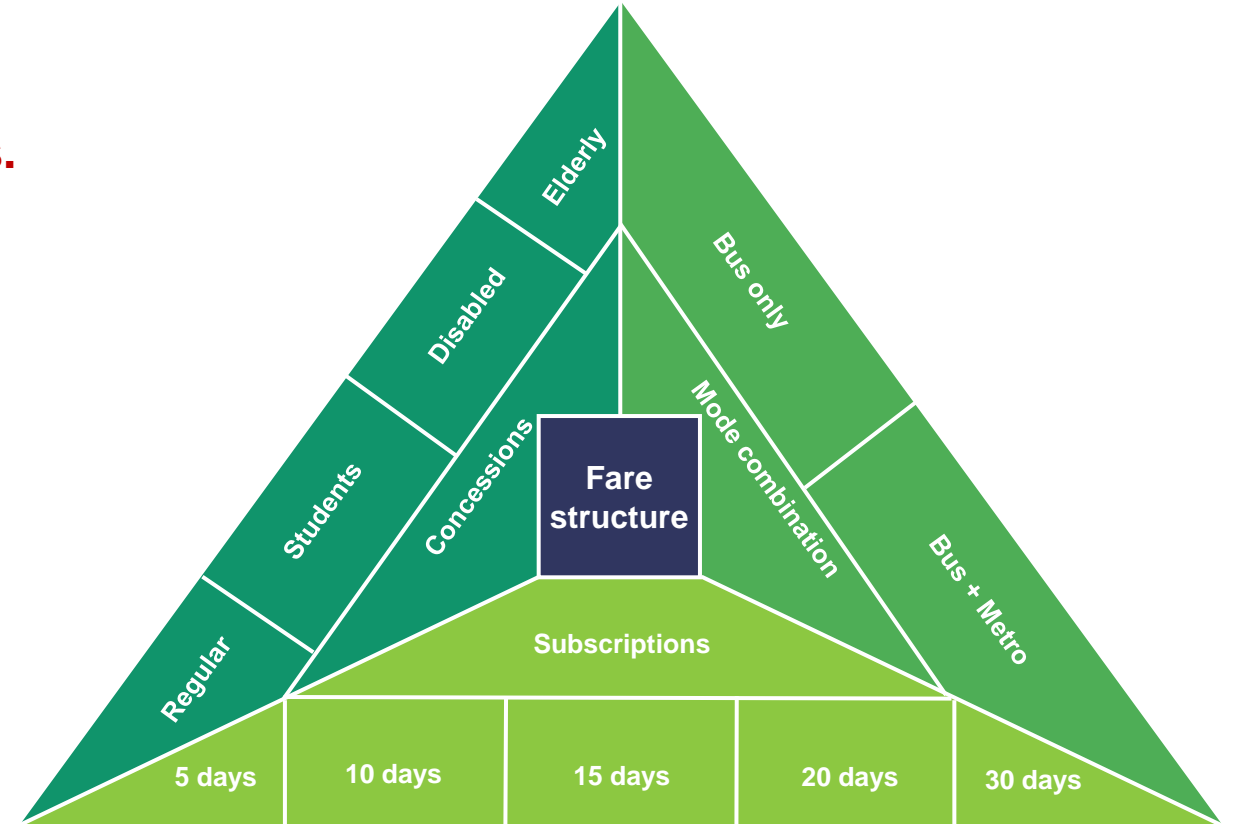 s.
Elderly
Disabled
Students
Regular
Concessions
Bus only
Bus + Metro
Mode combination
Fare
structure
Subscriptions
5 days
10 days
15 days
20 days
30 days